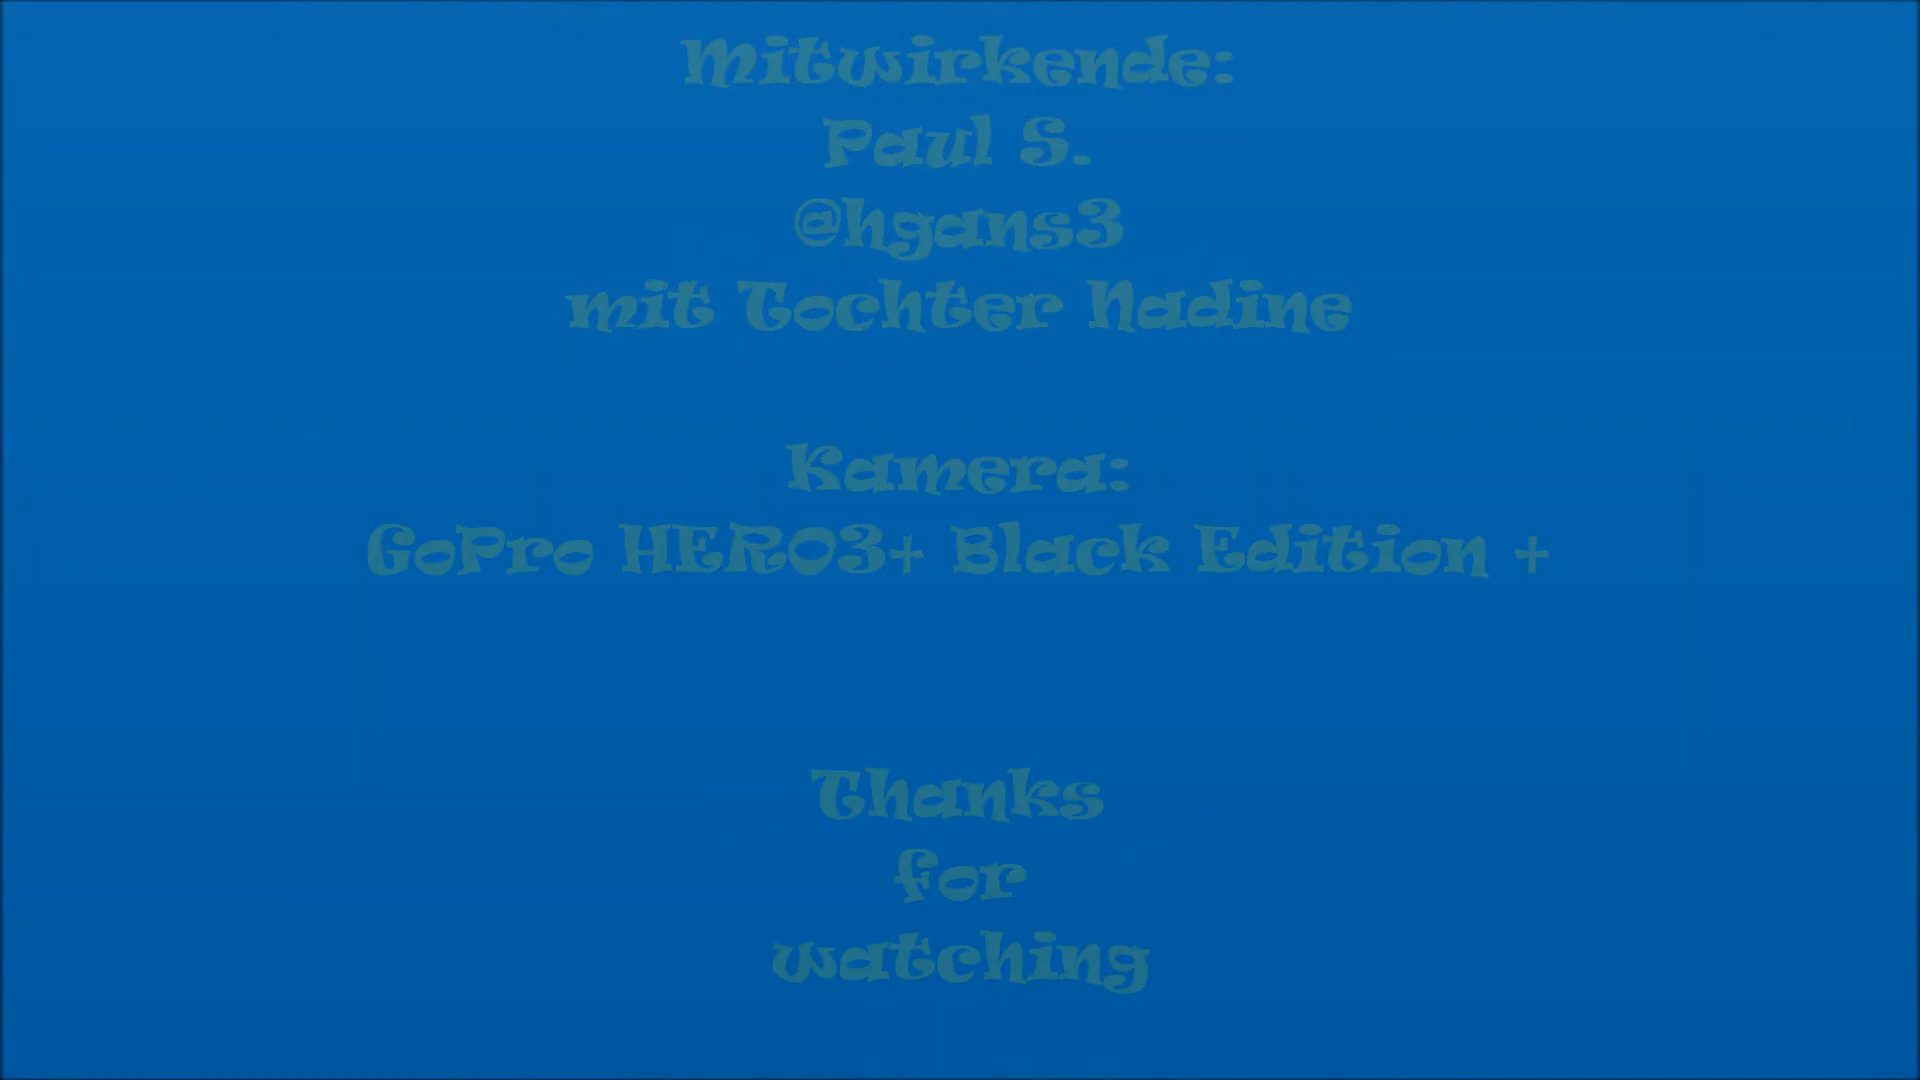 Mitwirkende:
Paul S.
@hgans3
mit Tochter Nadine
Kamera:
GoPro HERO3+ Black Edition +
Thanks
for
watching